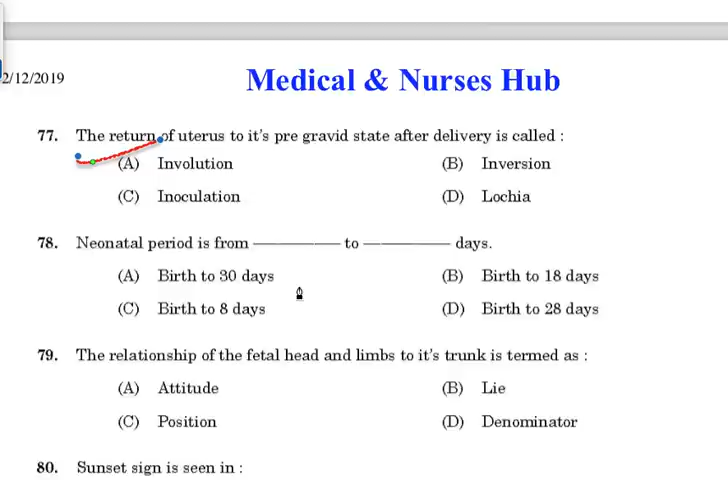 2/12/2019
Medical & Nurses Hub
77. The return of uterus to it's pre gravid state after delivery is called :
(A) Involution (B) Inversion
(C) Inoculation (D) Lochia
78. Neonatal period is from ————— to ————— days.
(A) Birth to 30 days (B) Birth to 18 days
(C) Birth to 8 days (D) Birth to 28 days
79. The relationship of the fetal head and limbs to it's trunk is termed as :
(A) Attitude (B) Lie
(C) Position (D) Denominator
80. Sunset sign is seen in :